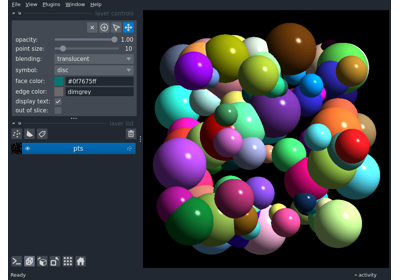 File View Plugins Window Help
layer controls
opacity: 1.00
point size: 10
blending: translucent
symbol: disc
face color: #0f7675ff
edge color: dimgrey
display text:
out of slice:
layer list
pts
Ready activity